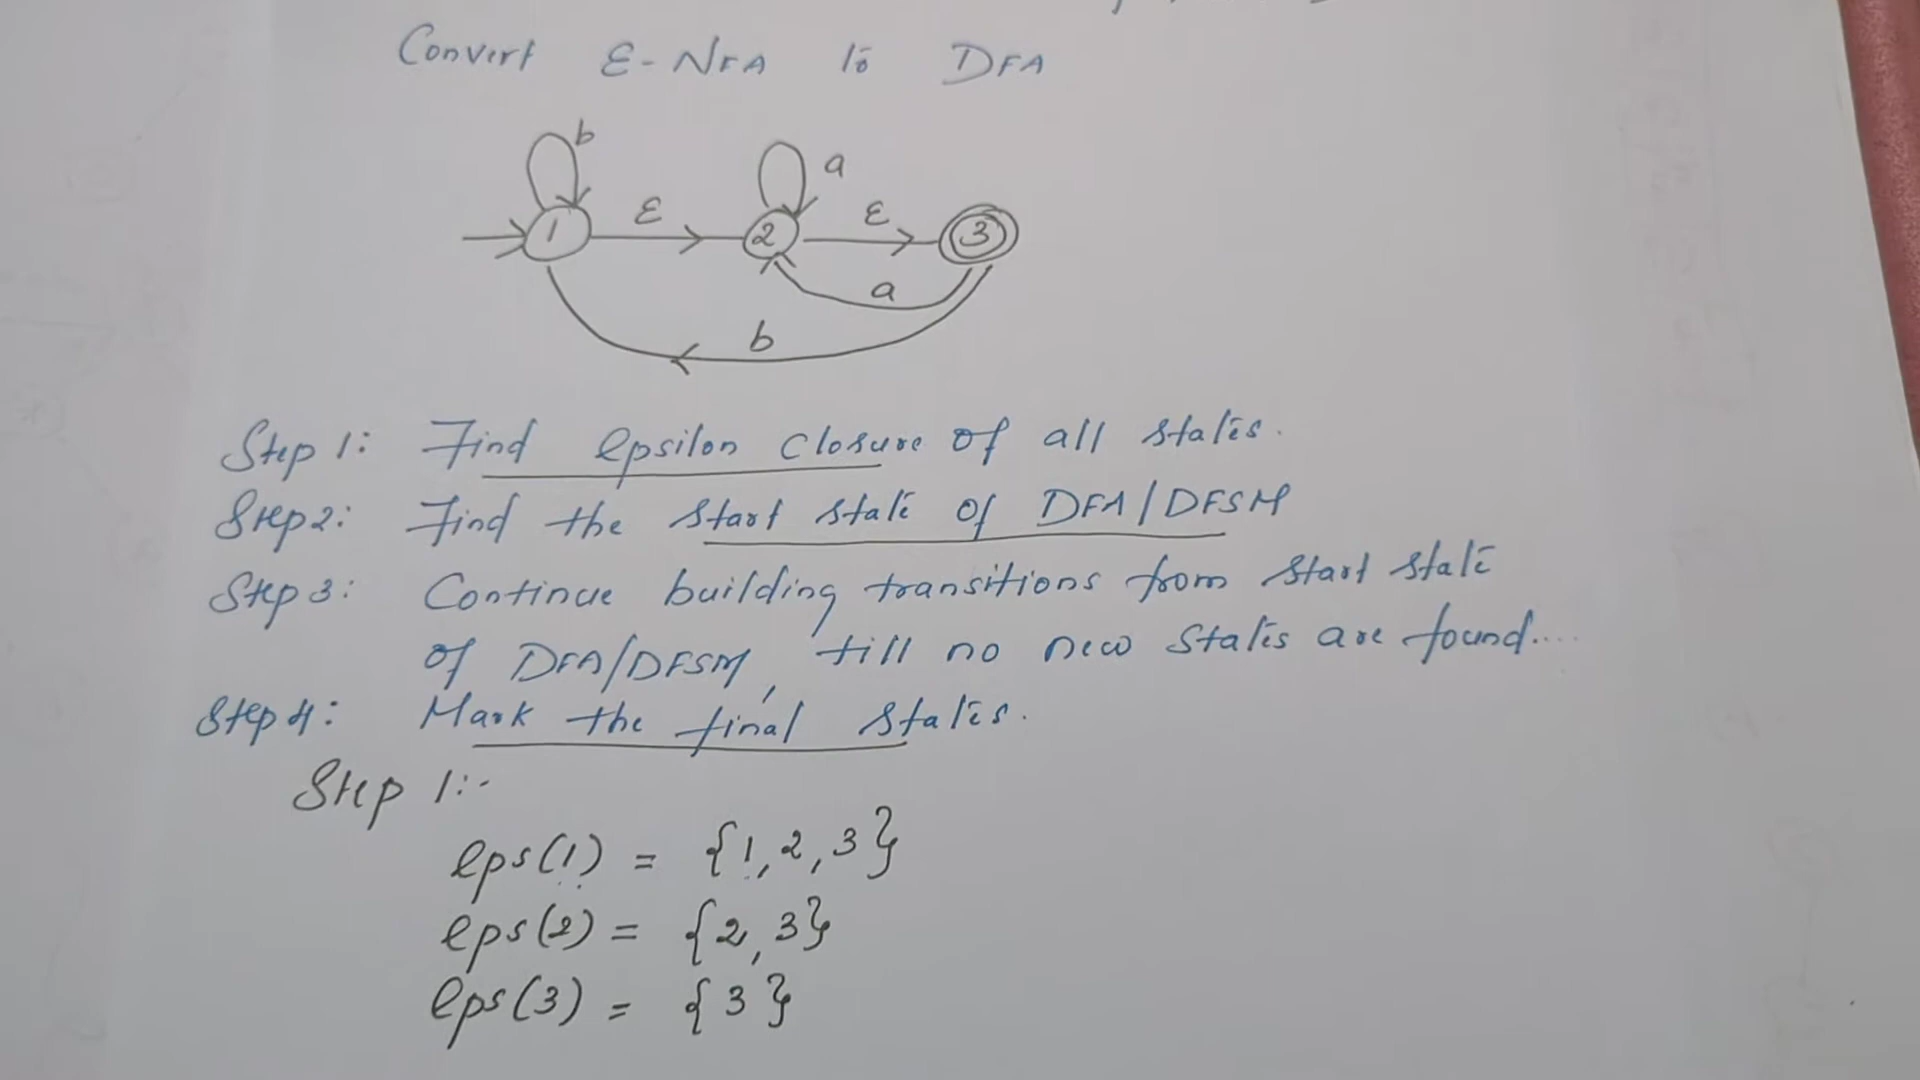 Convert ε-NFA to DFA
b
a
ε
ε
1
2
3
a
b
Step 1: Find epsilon closure of all states.
Step 2: Find the start state of DFA/DFSM
Step 3: Continue building transitions from start state
of DFA/DFSM, till no new states are found....
Step 4: Mark the final states.
Step 1:-
eps(1) = {1, 2, 3}
eps(2) = {2, 3}
eps(3) = {3}